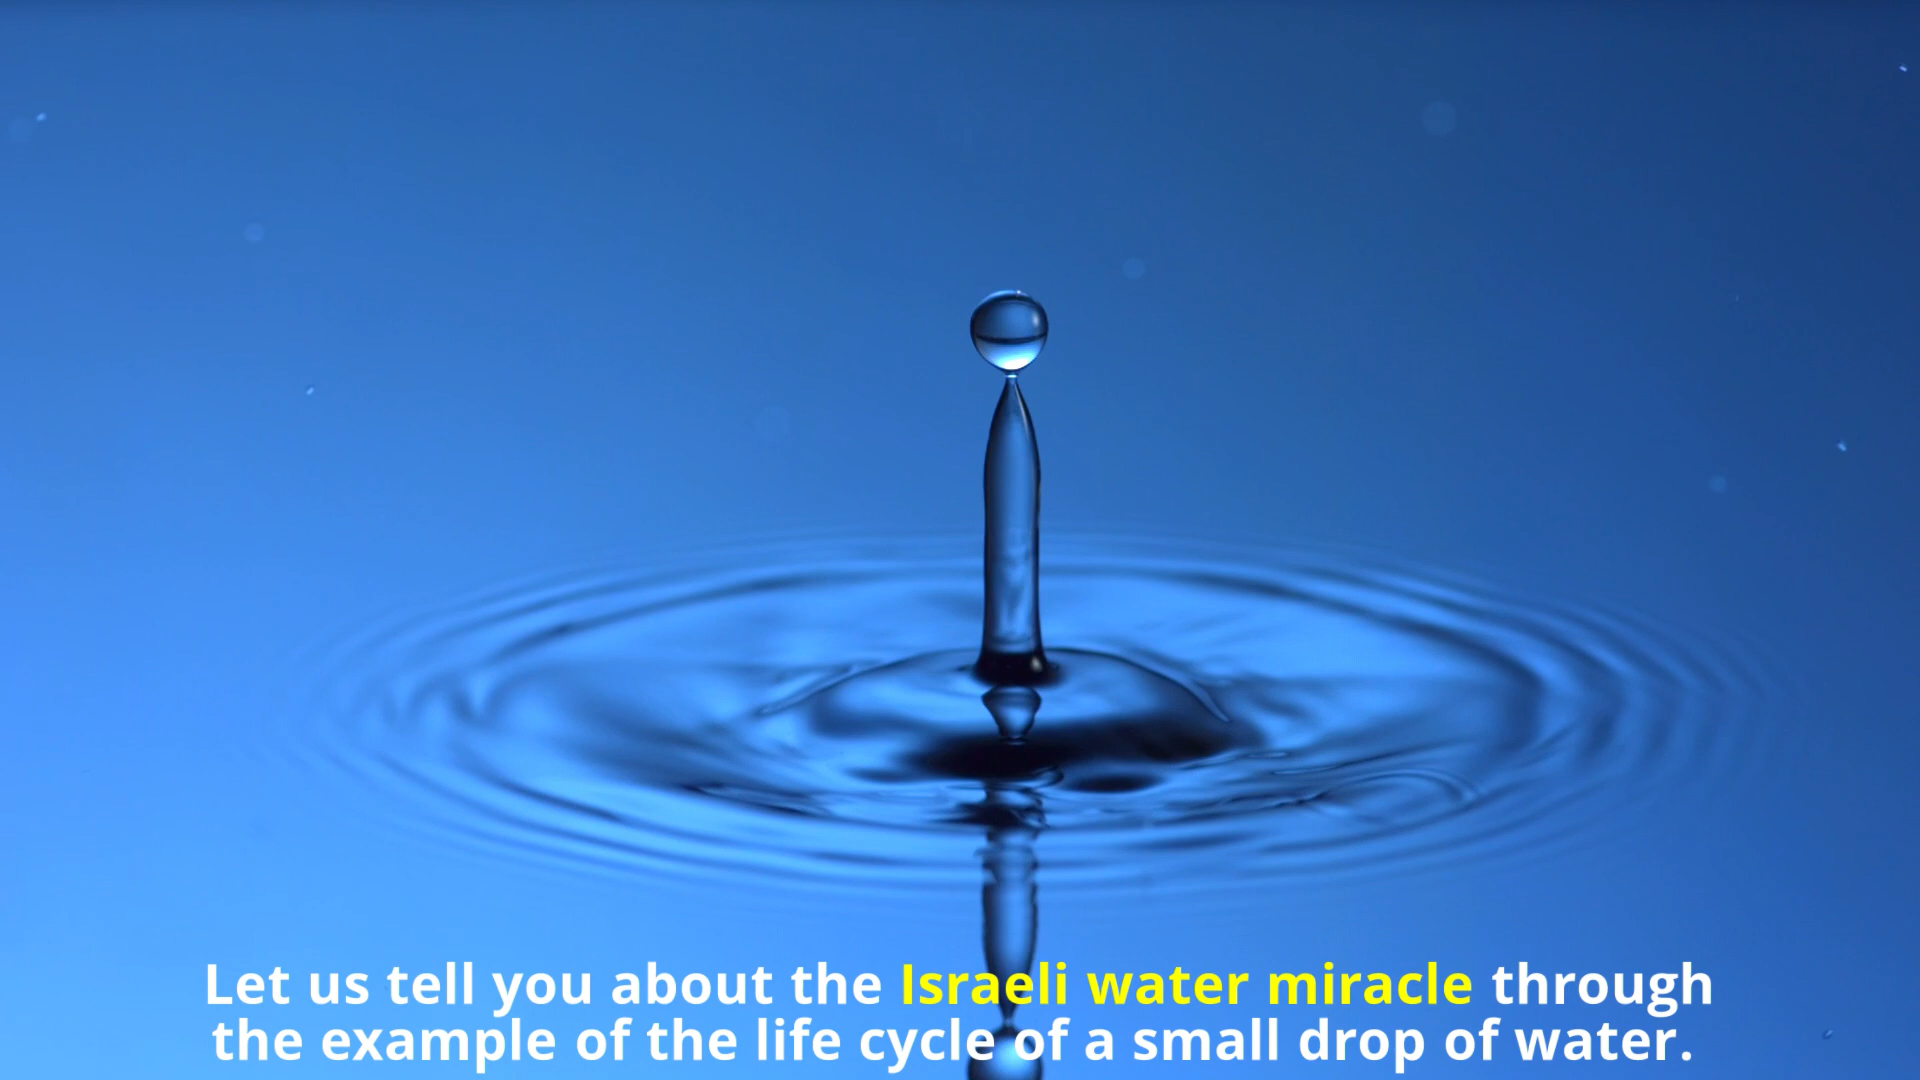 Let us tell you about the Israeli water miracle through
the example of the life cycle of a small drop of water.